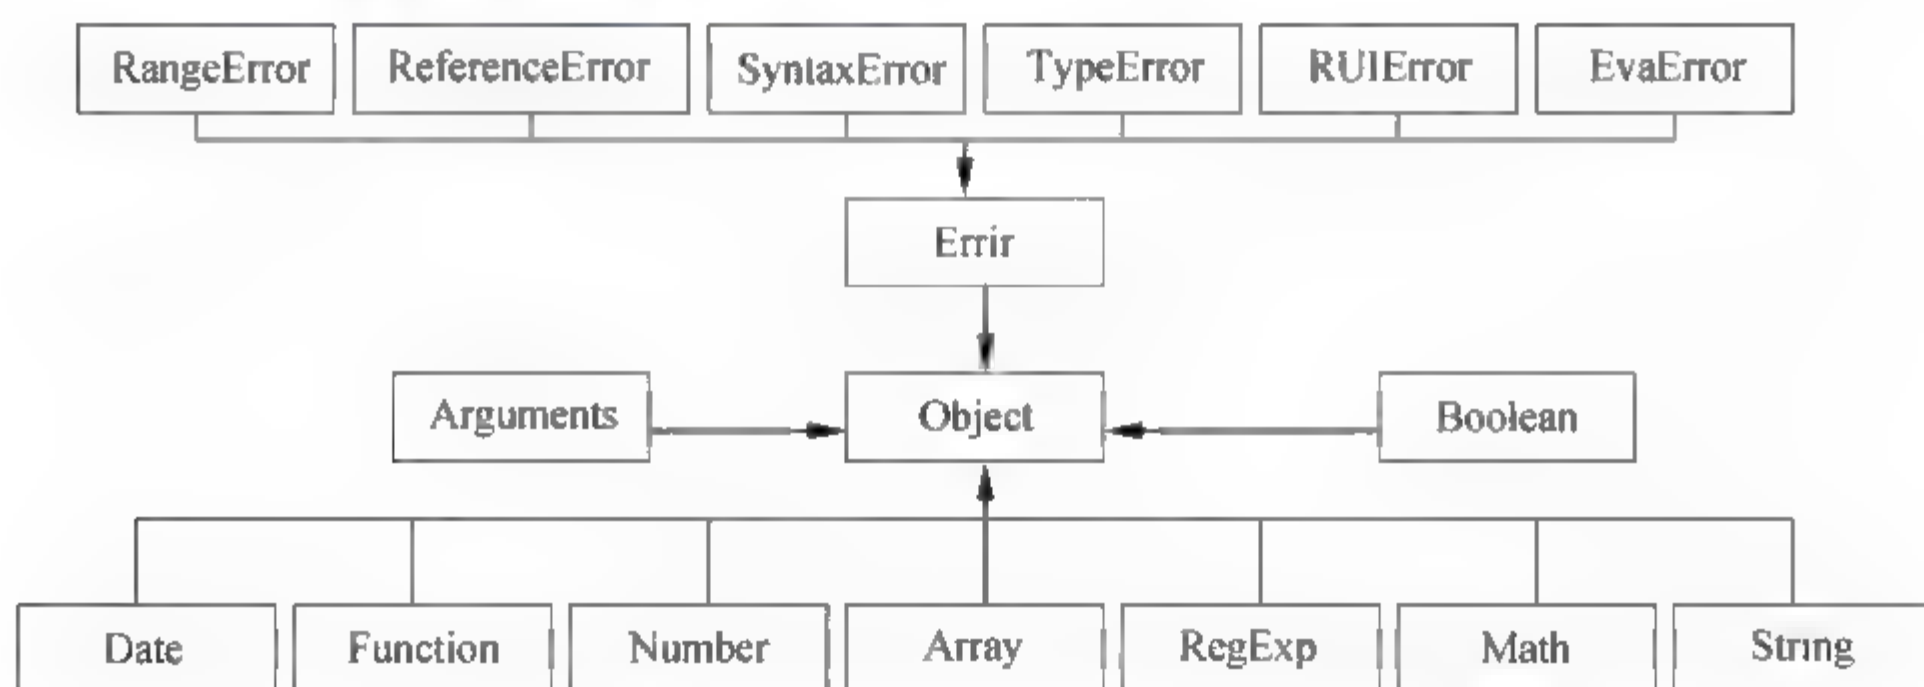 RangeError ReferenceError SyntaxError TypeError RUIError EvaError
Errir
Arguments Object Boolean
Date Function Number Array RegExp Math String